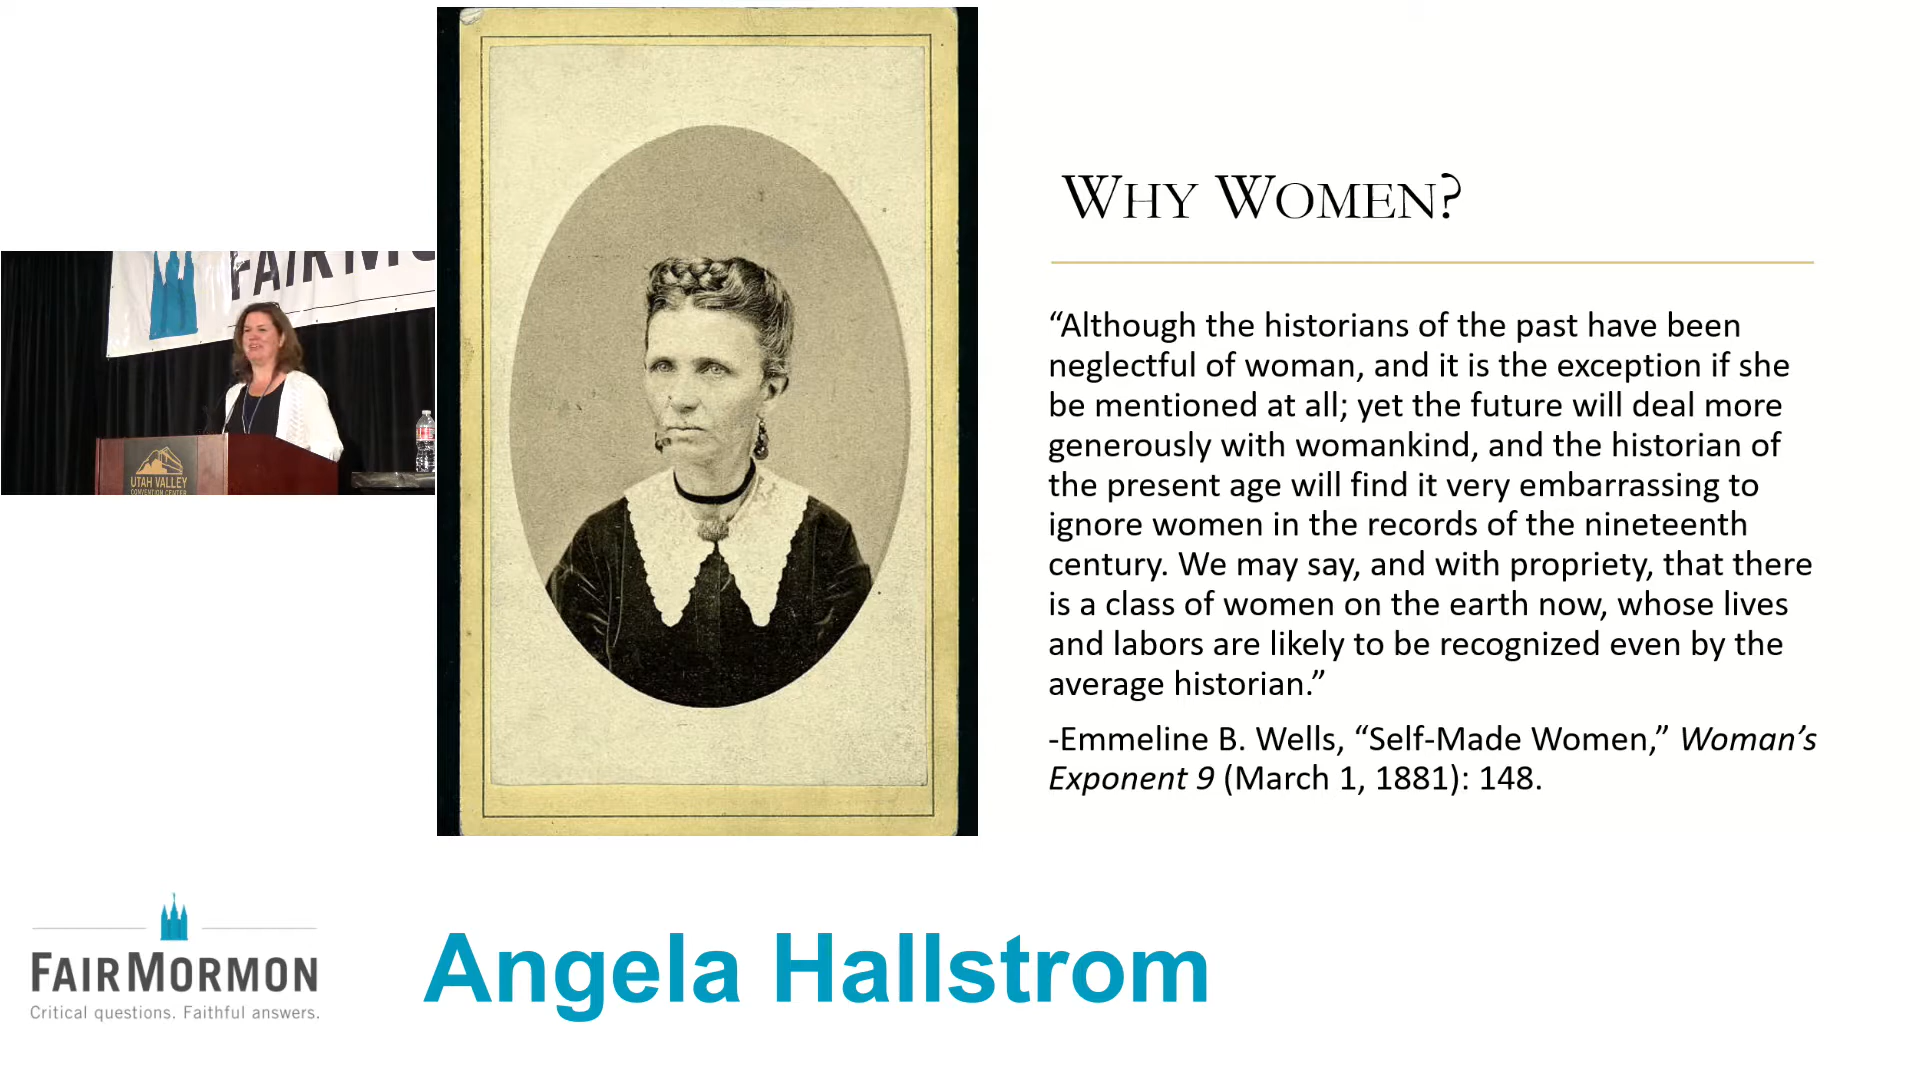 FAIRMO
UTAH VALLEY
CONVENTION CENTER
WHY WOMEN?
“Although the historians of the past have been
neglectful of woman, and it is the exception if she
be mentioned at all; yet the future will deal more
generously with womankind, and the historian of
the present age will find it very embarrassing to
ignore women in the records of the nineteenth
century. We may say, and with propriety, that there
is a class of women on the earth now, whose lives
and labors are likely to be recognized even by the
average historian.”
-Emmeline B. Wells, “Self-Made Women,” Woman’s
Exponent 9 (March 1, 1881): 148.
FAIRMORMON
Critical questions. Faithful answers.
Angela Hallstrom